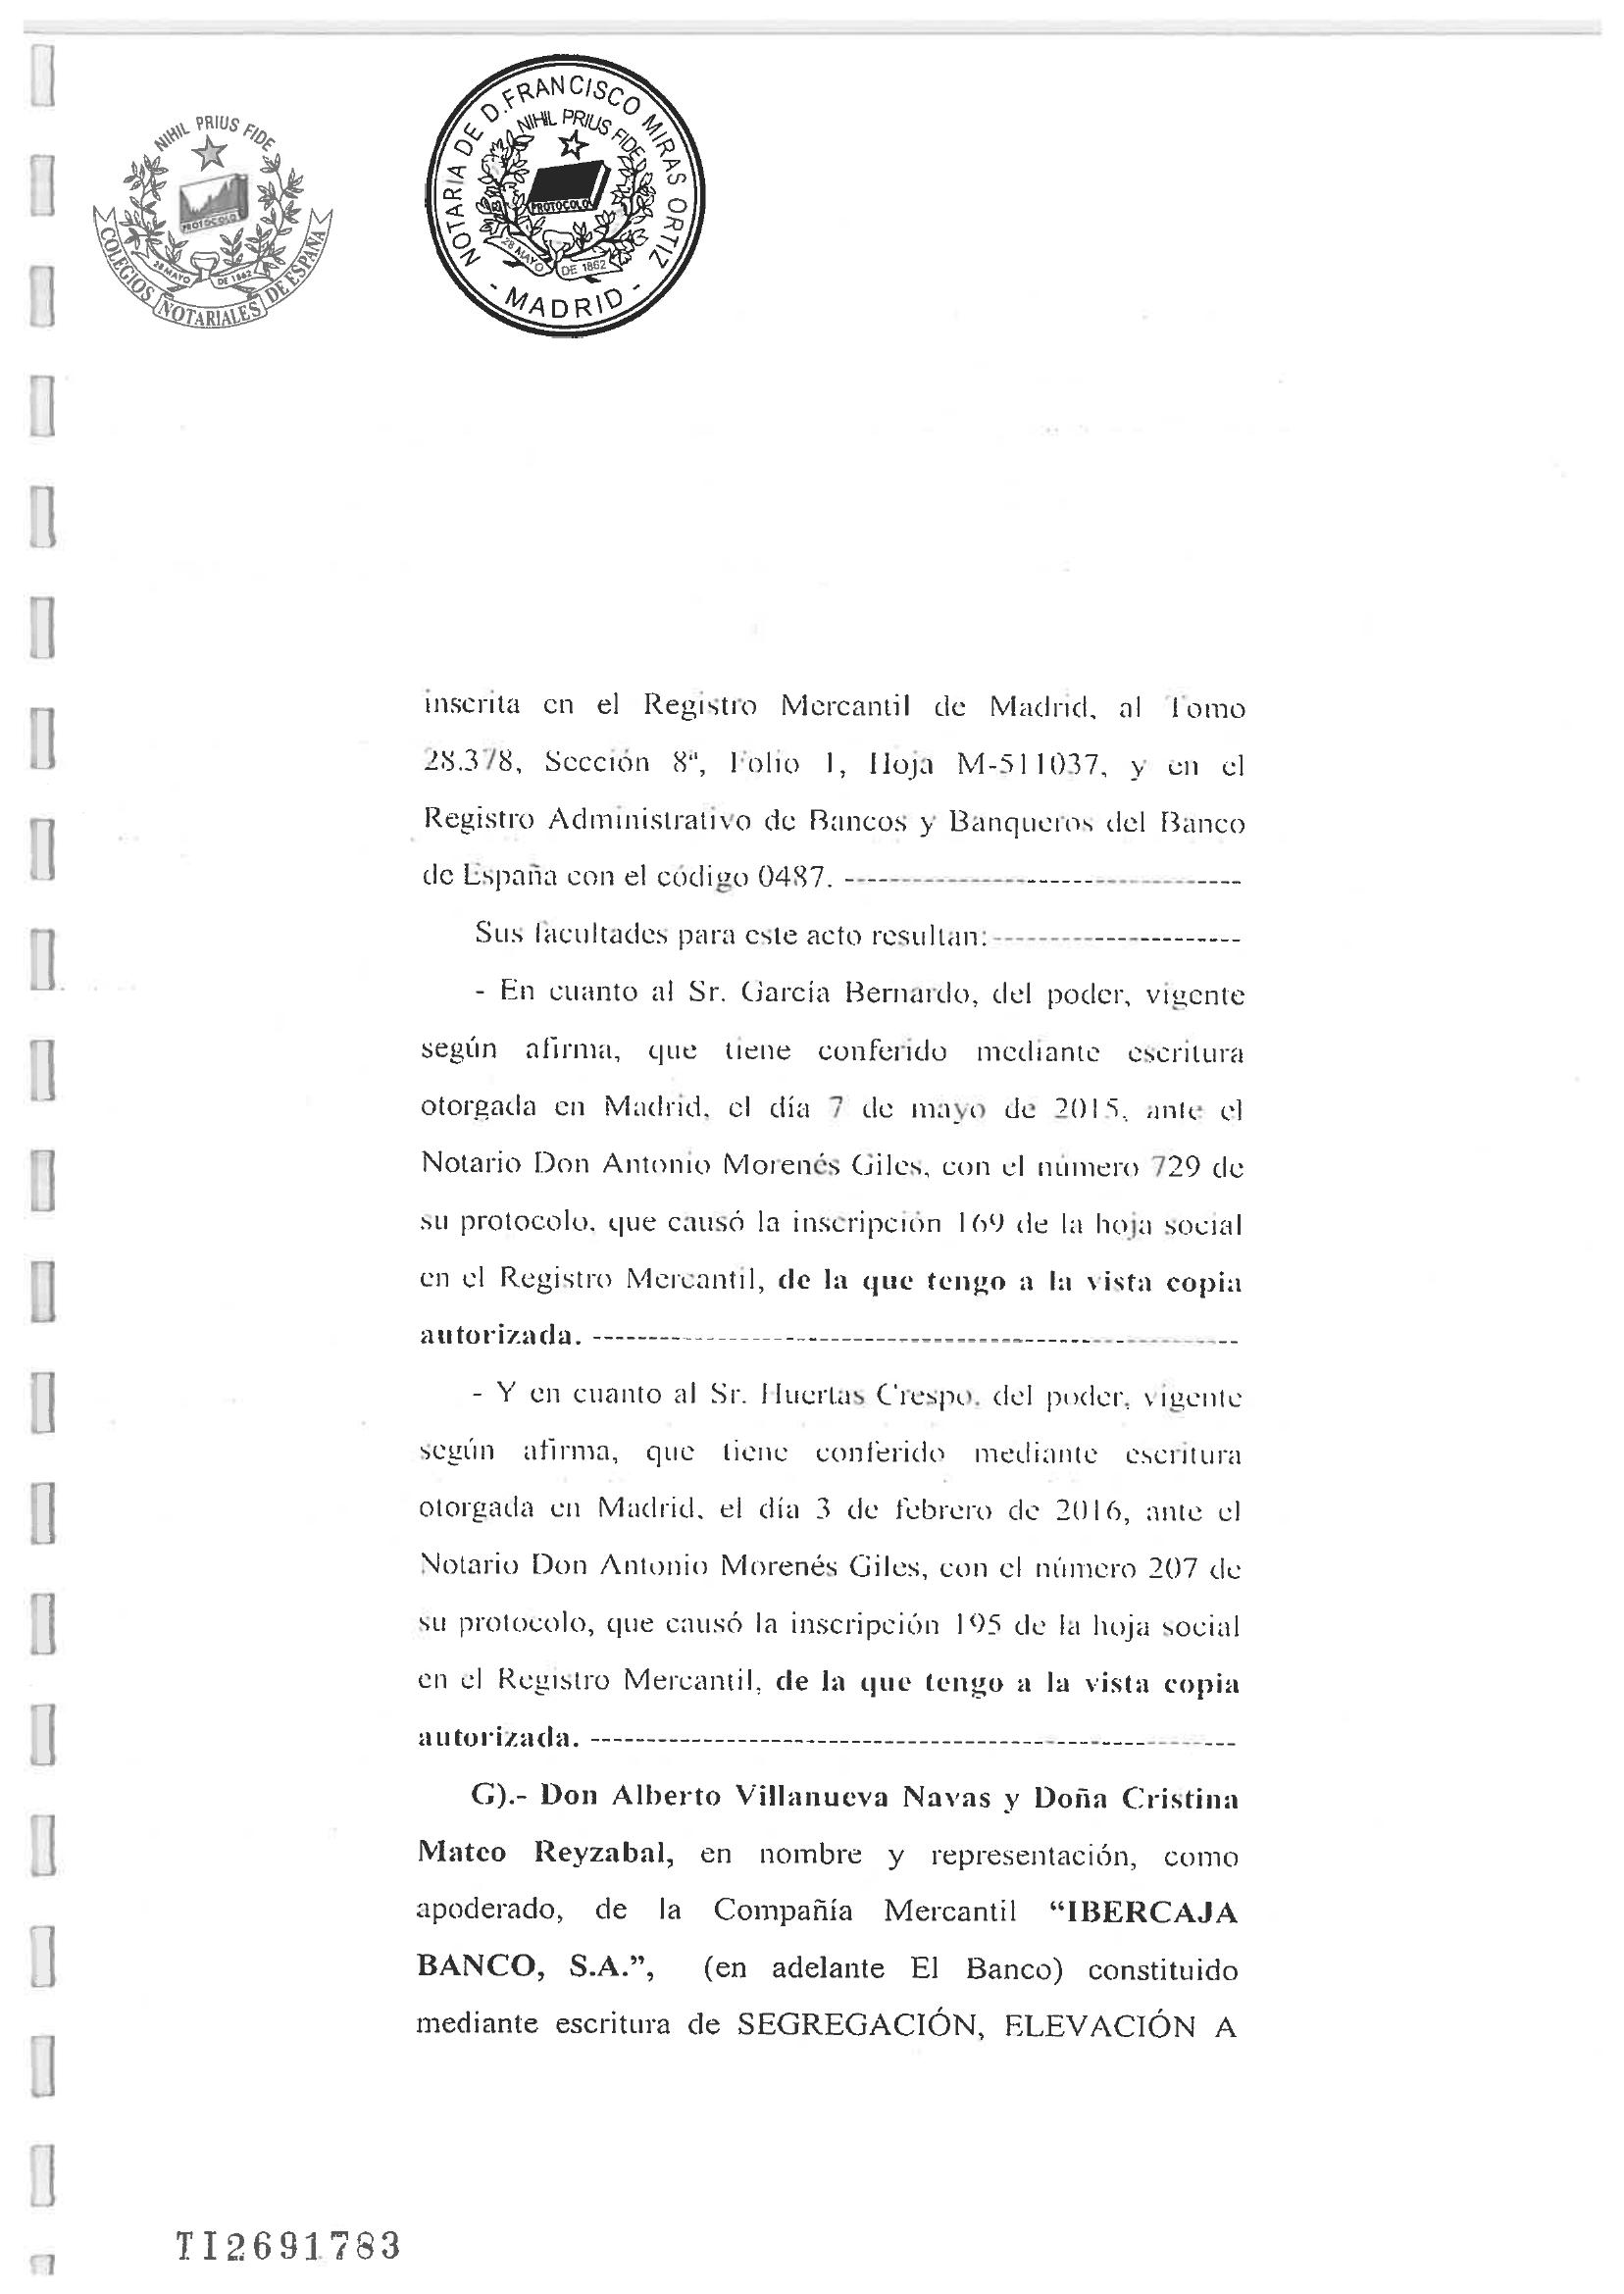 NIHIL PRIUS FIDE
PROTOCOLO
28 MAYO DE 1862
COLEGIOS NOTARIALES DE ESPAÑA
NOTARIA DE D. FRANCISCO MIRAS ORTIZ
NIHIL PRIUS FIDE
PROTOCOLO
28 MAYO DE 1862
- MADRID -
inscrita en el Registro Mercantil de Madrid, al Tomo
28.378, Sección 8ª, Folio 1, Hoja M-511037, y en el
Registro Administrativo de Bancos y Banqueros del Banco
de España con el código 0487. ------------------------------------
Sus facultades para este acto resultan:-----------------------
- En cuanto al Sr. García Bernardo, del poder, vigente
según afirma, que tiene conferido mediante escritura
otorgada en Madrid, el día 7 de mayo de 2015, ante el
Notario Don Antonio Morenés Giles, con el número 729 de
su protocolo, que causó la inscripción 169 de la hoja social
en el Registro Mercantil, de la que tengo a la vista copia
autorizada. -----------------------------------------------------------
- Y en cuanto al Sr. Huertas Crespo, del poder, vigente
según afirma, que tiene conferido mediante escritura
otorgada en Madrid, el día 3 de febrero de 2016, ante el
Notario Don Antonio Morenés Giles, con el número 207 de
su protocolo, que causó la inscripción 195 de la hoja social
en el Registro Mercantil, de la que tengo a la vista copia
autorizada. -----------------------------------------------------------
G).- Don Alberto Villanueva Navas y Doña Cristina
Mateo Reyzabal, en nombre y representación, como
apoderado, de la Compañía Mercantil “IBERCAJA
BANCO, S.A.”, (en adelante El Banco) constituido
mediante escritura de SEGREGACIÓN, ELEVACIÓN A
TI2691783